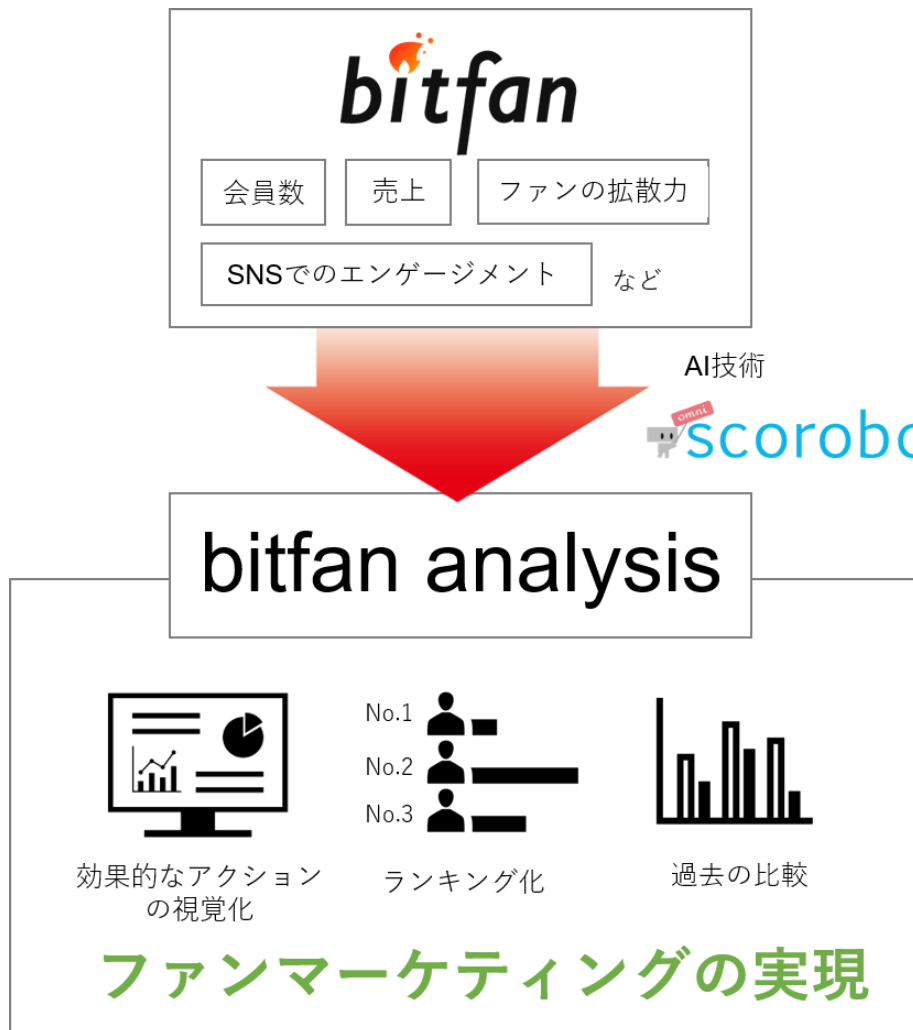 bitfan
会員数
売上
ファンの拡散力
SNSでのエンゲージメント
など
AI技術
omni
scorobo
bitfan analysis
No.1
No.2
No.3
効果的なアクション
の視覚化
ランキング化
過去の比較
ファンマーケティングの実現